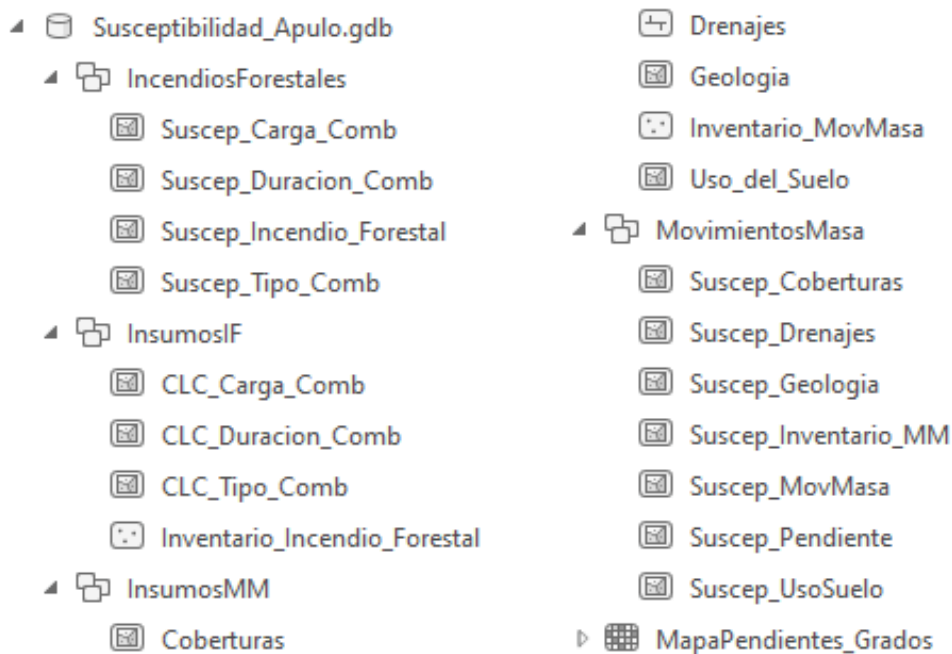 Susceptibilidad_Apulo.gdb
IncendiosForestales
Suscep_Carga_Comb
Suscep_Duracion_Comb
Suscep_Incendio_Forestal
Suscep_Tipo_Comb
InsumosIF
CLC_Carga_Comb
CLC_Duracion_Comb
CLC_Tipo_Comb
Inventario_Incendio_Forestal
InsumosMM
Coberturas
Drenajes
Geologia
Inventario_MovMasa
Uso_del_Suelo
MovimientosMasa
Suscep_Coberturas
Suscep_Drenajes
Suscep_Geologia
Suscep_Inventario_MM
Suscep_MovMasa
Suscep_Pendiente
Suscep_UsoSuelo
MapaPendientes_Grados